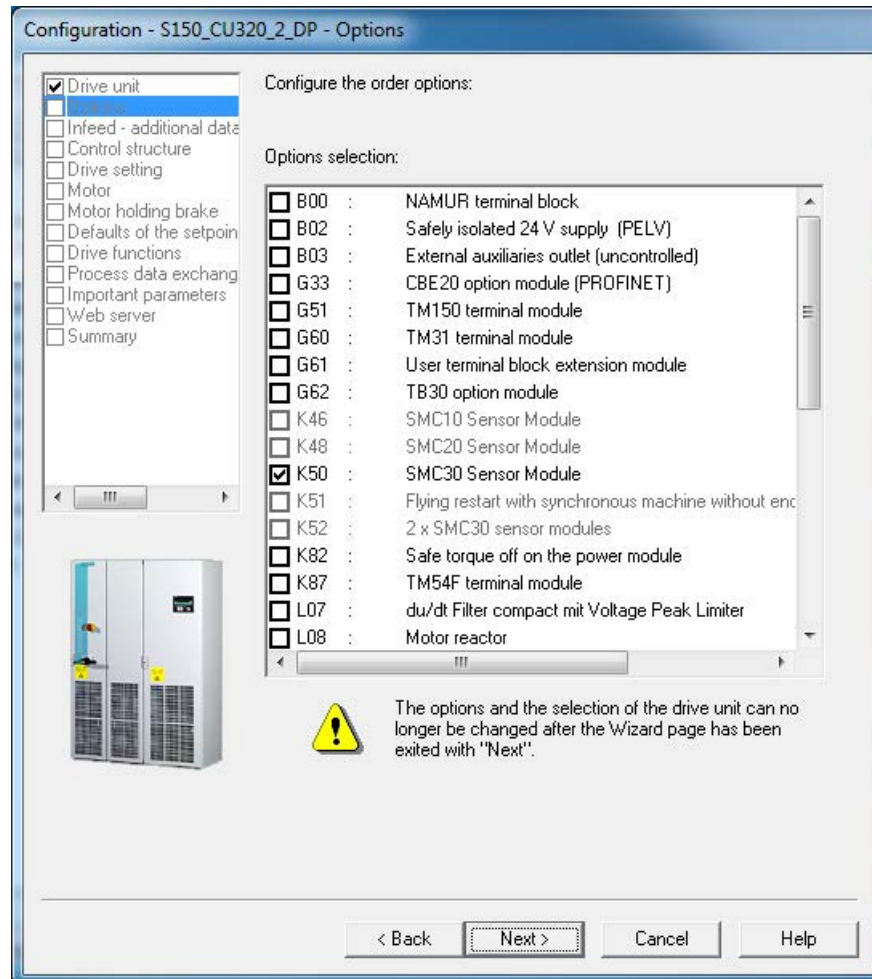 Configuration - S150_CU320_2_DP - Options
Drive unit
Options
Infeed - additional data
Control structure
Drive setting
Motor
Motor holding brake
Defaults of the setpoin
Drive functions
Process data exchang
Important parameters
Web server
Summary
Configure the order options:
Options selection:
B00 : NAMUR terminal block
B02 : Safely isolated 24 V supply (PELV)
B03 : External auxiliaries outlet (uncontrolled)
G33 : CBE20 option module (PROFINET)
G51 : TM150 terminal module
G60 : TM31 terminal module
G61 : User terminal block extension module
G62 : TB30 option module
K46 : SMC10 Sensor Module
K48 : SMC20 Sensor Module
K50 : SMC30 Sensor Module
K51 : Flying restart with synchronous machine without enc
K52 : 2 x SMC30 sensor modules
K82 : Safe torque off on the power module
K87 : TM54F terminal module
L07 : du/dt Filter compact mit Voltage Peak Limiter
L08 : Motor reactor
The options and the selection of the drive unit can no
longer be changed after the Wizard page has been
exited with "Next".
< Back Next > Cancel Help